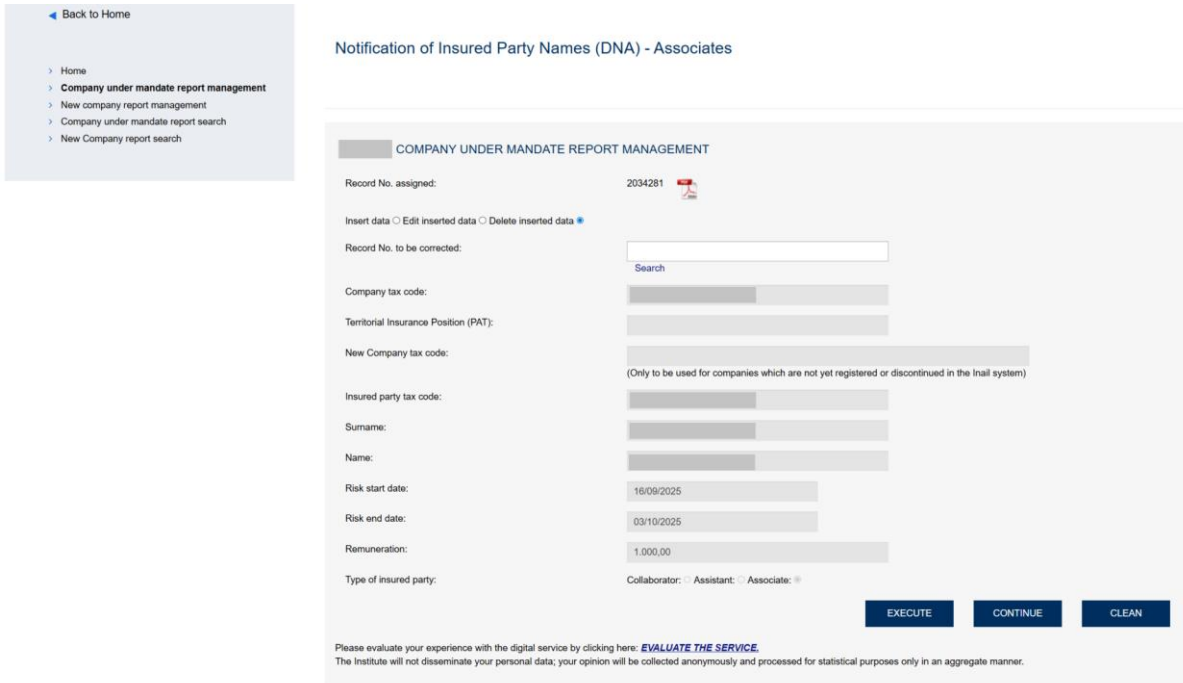 Back to Home
Home
Company under mandate report management
New company report management
Company under mandate report search
New Company report search
Notification of Insured Party Names (DNA) - Associates
COMPANY UNDER MANDATE REPORT MANAGEMENT
Record No. assigned: 2034281
Insert data Edit inserted data Delete inserted data
Record No. to be corrected:
Search
Company tax code:
Territorial Insurance Position (PAT):
New Company tax code:
(Only to be used for companies which are not yet registered or discontinued in the Inail system)
Insured party tax code:
Surname:
Name:
Risk start date: 16/09/2025
Risk end date: 03/10/2025
Remuneration: 1.000,00
Type of insured party: Collaborator: Assistant: Associate:
EXECUTE CONTINUE CLEAN
Please evaluate your experience with the digital service by clicking here: EVALUATE THE SERVICE.
The Institute will not disseminate your personal data; your opinion will be collected anonymously and processed for statistical purposes only in an aggregate manner.